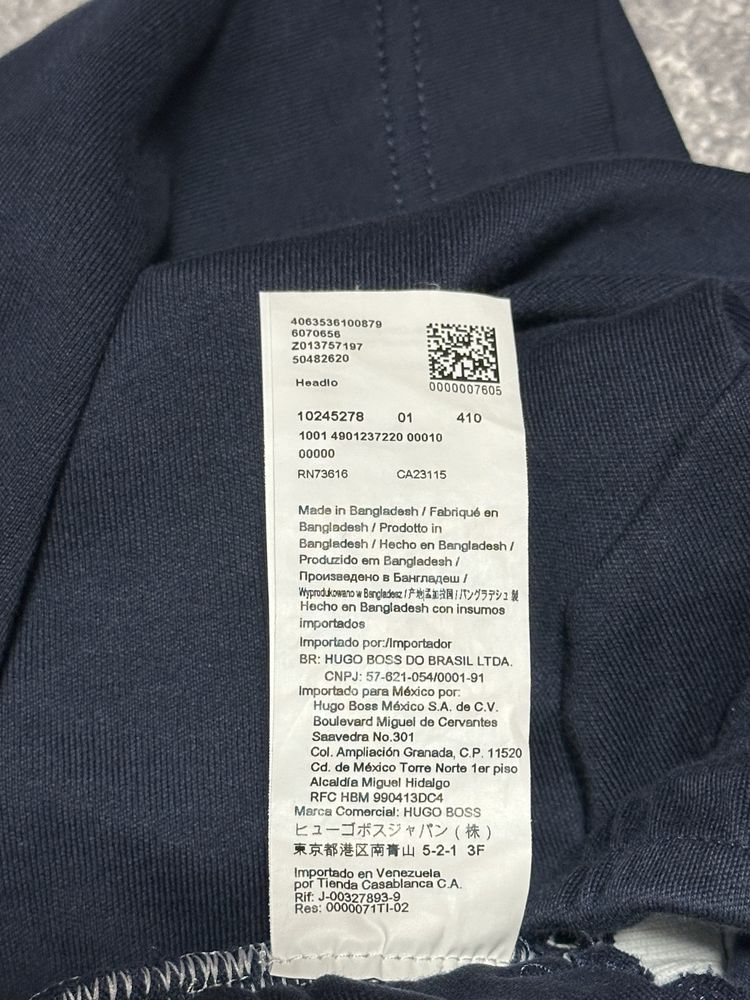 4063536100879
6070656
Z013757197
50482620
0000007605
Headlo
10245278 01 410
1001 4901237220 00010
00000
RN73616 CA23115
Made in Bangladesh / Fabriqué en
Bangladesh / Prodotto in
Bangladesh / Hecho en Bangladesh /
Produzido em Bangladesh /
Произведено в Бангладеш /
Wyprodukowano w Bangladesz / 产地孟加拉国 / バングラデシュ 製
Hecho en Bangladesh con insumos
importados
Importado por:/Importador
BR: HUGO BOSS DO BRASIL LTDA.
CNPJ: 57-621-054/0001-91
Importado para México por:
Hugo Boss México S.A. de C.V.
Boulevard Miguel de Cervantes
Saavedra No.301
Col. Ampliación Granada, C.P. 11520
Cd. de México Torre Norte 1er piso
Alcaldía Miguel Hidalgo
RFC HBM 990413DC4
Marca Comercial: HUGO BOSS
ヒューゴボスジャパン（株）
東京都港区南青山 5-2-1 3F
Importado en Venezuela
por Tienda Casablanca C.A.
Rif: J-00327893-9
Res: 0000071TI-02